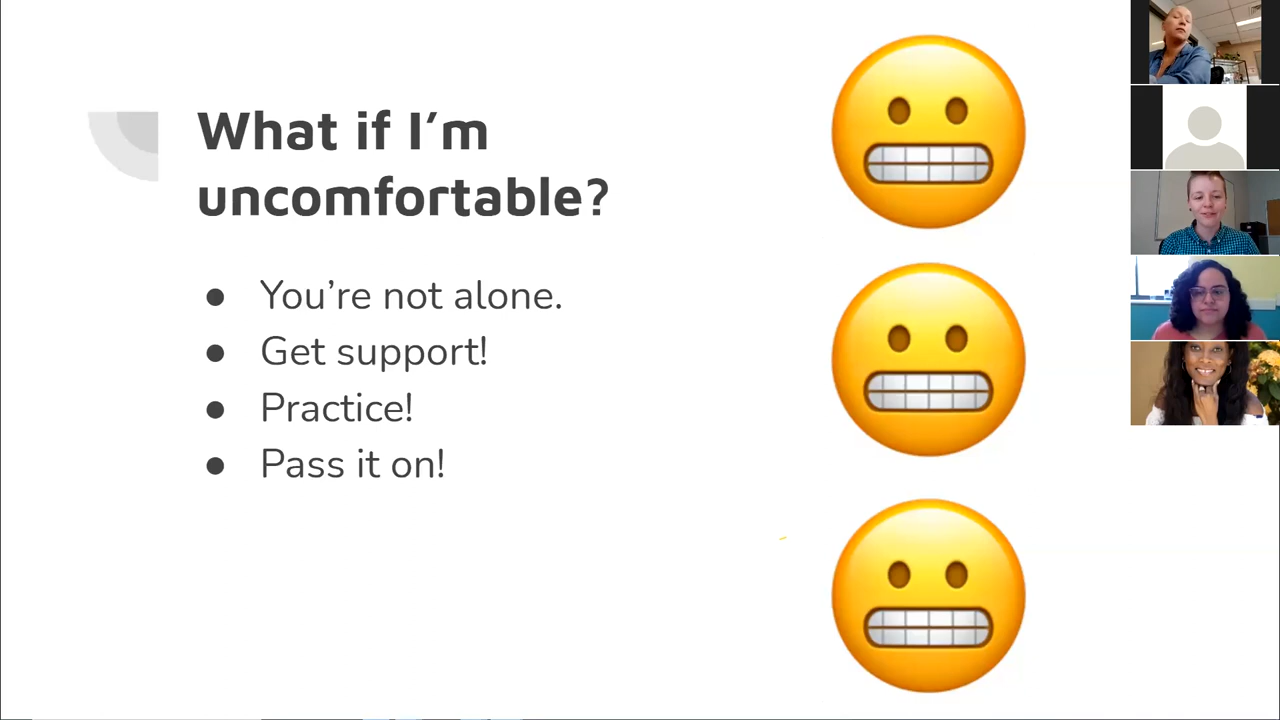 What if I’m
uncomfortable?
● You’re not alone.
● Get support!
● Practice!
● Pass it on!